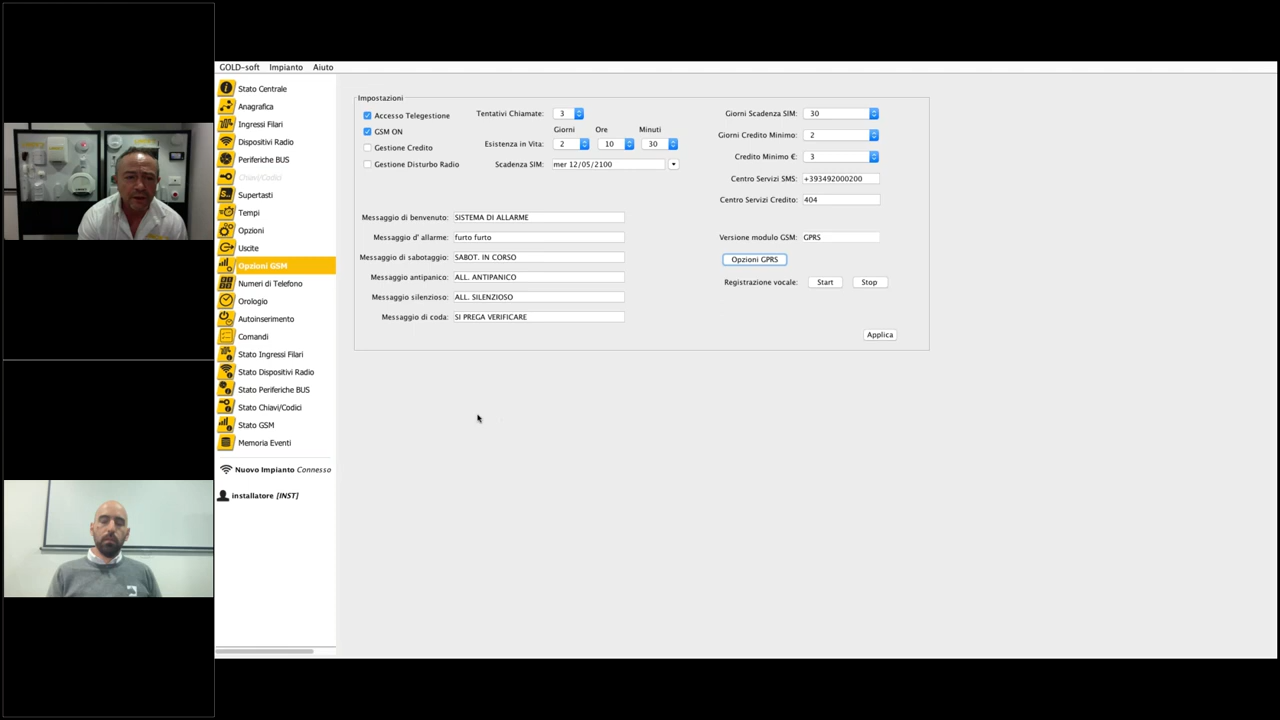 GOLD-soft Impianto Aiuto
Stato Centrale
Anagrafica
Ingressi Filari
Dispositivi Radio
Periferiche BUS
Chiavi/Codici
Supertasti
Tempi
Opzioni
Uscite
Opzioni GSM
Numeri di Telefono
Orologio
Autoinserimento
Comandi
Stato Ingressi Filari
Stato Dispositivi Radio
Stato Periferiche BUS
Stato Chiavi/Codici
Stato GSM
Memoria Eventi
Nuovo Impianto Connesso
installatore [INST]
Impostazioni
Accesso Telegestione
GSM ON
Gestione Credito
Gestione Disturbo Radio
Tentativi Chiamate: 3
Giorni Ore Minuti
Esistenza in Vita: 2 10 30
Scadenza SIM: mer 12/05/2100
Giorni Scadenza SIM: 30
Giorni Credito Minimo: 2
Credito Minimo €: 3
Centro Servizi SMS: +393492000200
Centro Servizi Credito: 404
Messaggio di benvenuto: SISTEMA DI ALLARME
Messaggio d' allarme: furto furto
Messaggio di sabotaggio: SABOT. IN CORSO
Messaggio antipanico: ALL. ANTIPANICO
Messaggio silenzioso: ALL. SILENZIOSO
Messaggio di coda: SI PREGA VERIFICARE
Versione modulo GSM: GPRS
Opzioni GPRS
Registrazione vocale: Start Stop
Applica